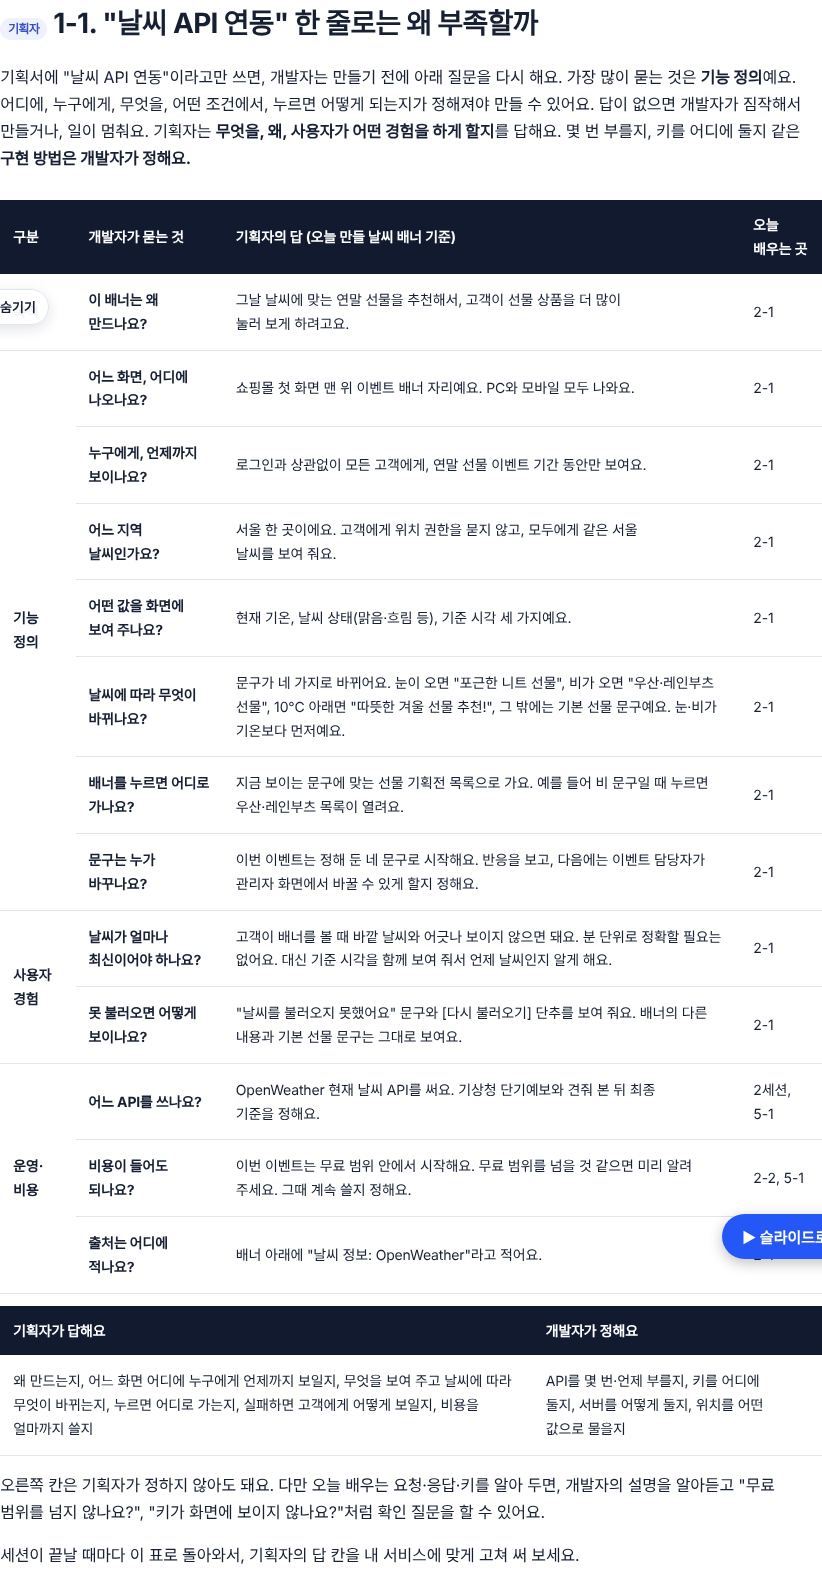 기획자 1-1. "날씨 API 연동" 한 줄로는 왜 부족할까
기획서에 "날씨 API 연동"이라고만 쓰면, 개발자는 만들기 전에 아래 질문을 다시 해요. 가장 많이 묻는 것은 기능 정의예요.
어디에, 누구에게, 무엇을, 어떤 조건에서, 누르면 어떻게 되는지가 정해져야 만들 수 있어요. 답이 없으면 개발자가 짐작해서
만들거나, 일이 멈춰요. 기획자는 무엇을, 왜, 사용자가 어떤 경험을 하게 할지를 답해요. 몇 번 부를지, 키를 어디에 둘지 같은
구현 방법은 개발자가 정해요.
구분
개발자가 묻는 것
기획자의 답 (오늘 만들 날씨 배너 기준)
오늘
배우는 곳
숨기기
이 배너는 왜
만드나요?
그날 날씨에 맞는 연말 선물을 추천해서, 고객이 선물 상품을 더 많이
눌러 보게 하려고요.
2-1
기능
정의
어느 화면, 어디에
나오나요?
쇼핑몰 첫 화면 맨 위 이벤트 배너 자리예요. PC와 모바일 모두 나와요.
2-1
누구에게, 언제까지
보이나요?
로그인과 상관없이 모든 고객에게, 연말 선물 이벤트 기간 동안만 보여요.
2-1
어느 지역
날씨인가요?
서울 한 곳이에요. 고객에게 위치 권한을 묻지 않고, 모두에게 같은 서울
날씨를 보여 줘요.
2-1
어떤 값을 화면에
보여 주나요?
현재 기온, 날씨 상태(맑음·흐림 등), 기준 시각 세 가지예요.
2-1
날씨에 따라 무엇이
바뀌나요?
문구가 네 가지로 바뀌어요. 눈이 오면 "포근한 니트 선물", 비가 오면 "우산·레인부츠
선물", 10°C 아래면 "따뜻한 겨울 선물 추천!", 그 밖에는 기본 선물 문구예요. 눈·비가
기온보다 먼저예요.
2-1
배너를 누르면 어디로
가나요?
지금 보이는 문구에 맞는 선물 기획전 목록으로 가요. 예를 들어 비 문구일 때 누르면
우산·레인부츠 목록이 열려요.
2-1
문구는 누가
바꾸나요?
이번 이벤트는 정해 둔 네 문구로 시작해요. 반응을 보고, 다음에는 이벤트 담당자가
관리자 화면에서 바꿀 수 있게 할지 정해요.
2-1
사용자
경험
날씨가 얼마나
최신이어야 하나요?
고객이 배너를 볼 때 바깥 날씨와 어긋나 보이지 않으면 돼요. 분 단위로 정확할 필요는
없어요. 대신 기준 시각을 함께 보여 줘서 언제 날씨인지 알게 해요.
2-1
못 불러오면 어떻게
보이나요?
"날씨를 불러오지 못했어요" 문구와 [다시 불러오기] 단추를 보여 줘요. 배너의 다른
내용과 기본 선물 문구는 그대로 보여요.
2-1
운영·
비용
어느 API를 쓰나요?
OpenWeather 현재 날씨 API를 써요. 기상청 단기예보와 견줘 본 뒤 최종
기준을 정해요.
2세션,
5-1
비용이 들어도
되나요?
이번 이벤트는 무료 범위 안에서 시작해요. 무료 범위를 넘을 것 같으면 미리 알려
주세요. 그때 계속 쓸지 정해요.
2-2, 5-1
출처는 어디에
적나요?
배너 아래에 "날씨 정보: OpenWeather"라고 적어요.
▶ 슬라이드로
기획자가 답해요
개발자가 정해요
왜 만드는지, 어느 화면 어디에 누구에게 언제까지 보일지, 무엇을 보여 주고 날씨에 따라
무엇이 바뀌는지, 누르면 어디로 가는지, 실패하면 고객에게 어떻게 보일지, 비용을
얼마까지 쓸지
API를 몇 번·언제 부를지, 키를 어디에
둘지, 서버를 어떻게 둘지, 위치를 어떤
값으로 물을지
오른쪽 칸은 기획자가 정하지 않아도 돼요. 다만 오늘 배우는 요청·응답·키를 알아 두면, 개발자의 설명을 알아듣고 "무료
범위를 넘지 않나요?", "키가 화면에 보이지 않나요?"처럼 확인 질문을 할 수 있어요.
세션이 끝날 때마다 이 표로 돌아와서, 기획자의 답 칸을 내 서비스에 맞게 고쳐 써 보세요.